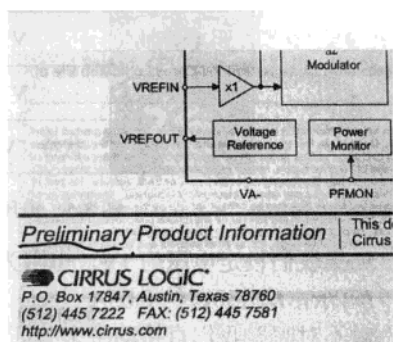 Modulator
VREFIN
x1
VREFOUT
Voltage
Reference
Power
Monitor
VA-
PFMON
Preliminary Product Information
This d
Cirrus
CIRRUS LOGIC
P.O. Box 17847, Austin, Texas 78760
(512) 445 7222 FAX: (512) 445 7581
http://www.cirrus.com